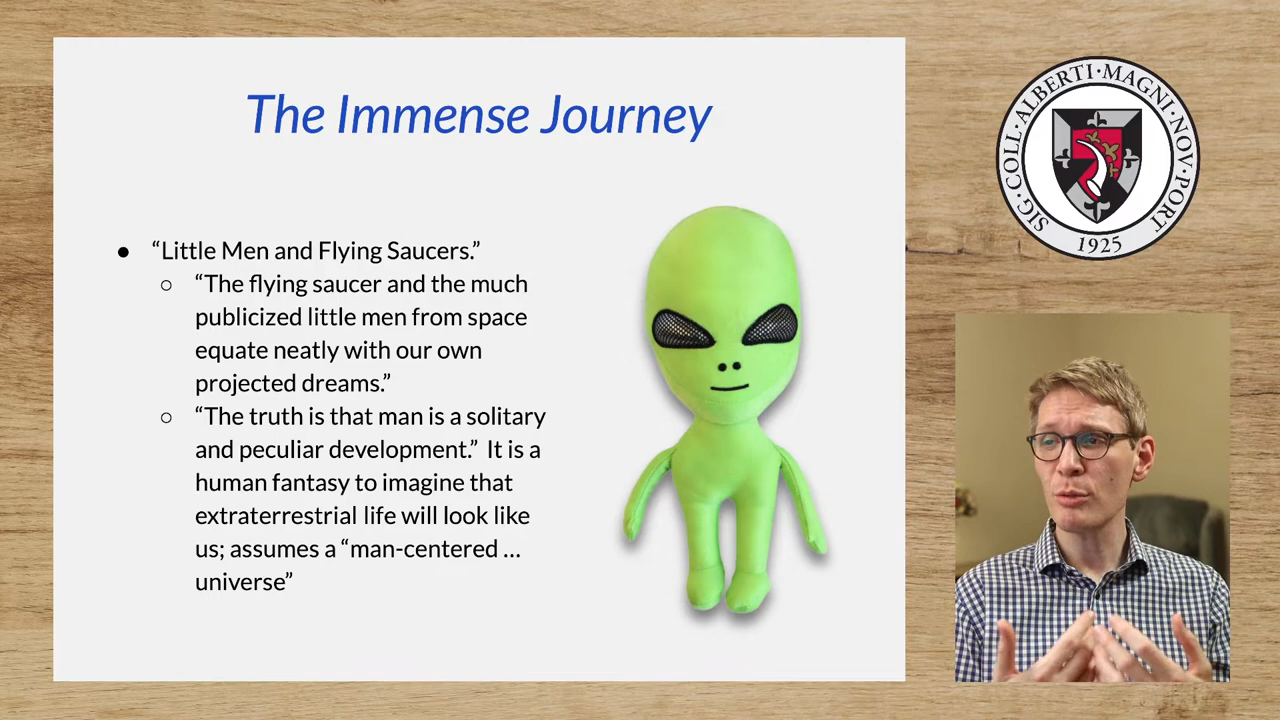 The Immense Journey
● “Little Men and Flying Saucers.”
○ “The flying saucer and the much
publicized little men from space
equate neatly with our own
projected dreams.”
○ “The truth is that man is a solitary
and peculiar development.” It is a
human fantasy to imagine that
extraterrestrial life will look like
us; assumes a “man-centered ...
universe”
SIG·COLL·ALBERTI·MAGNI·NOV·PORT
1925